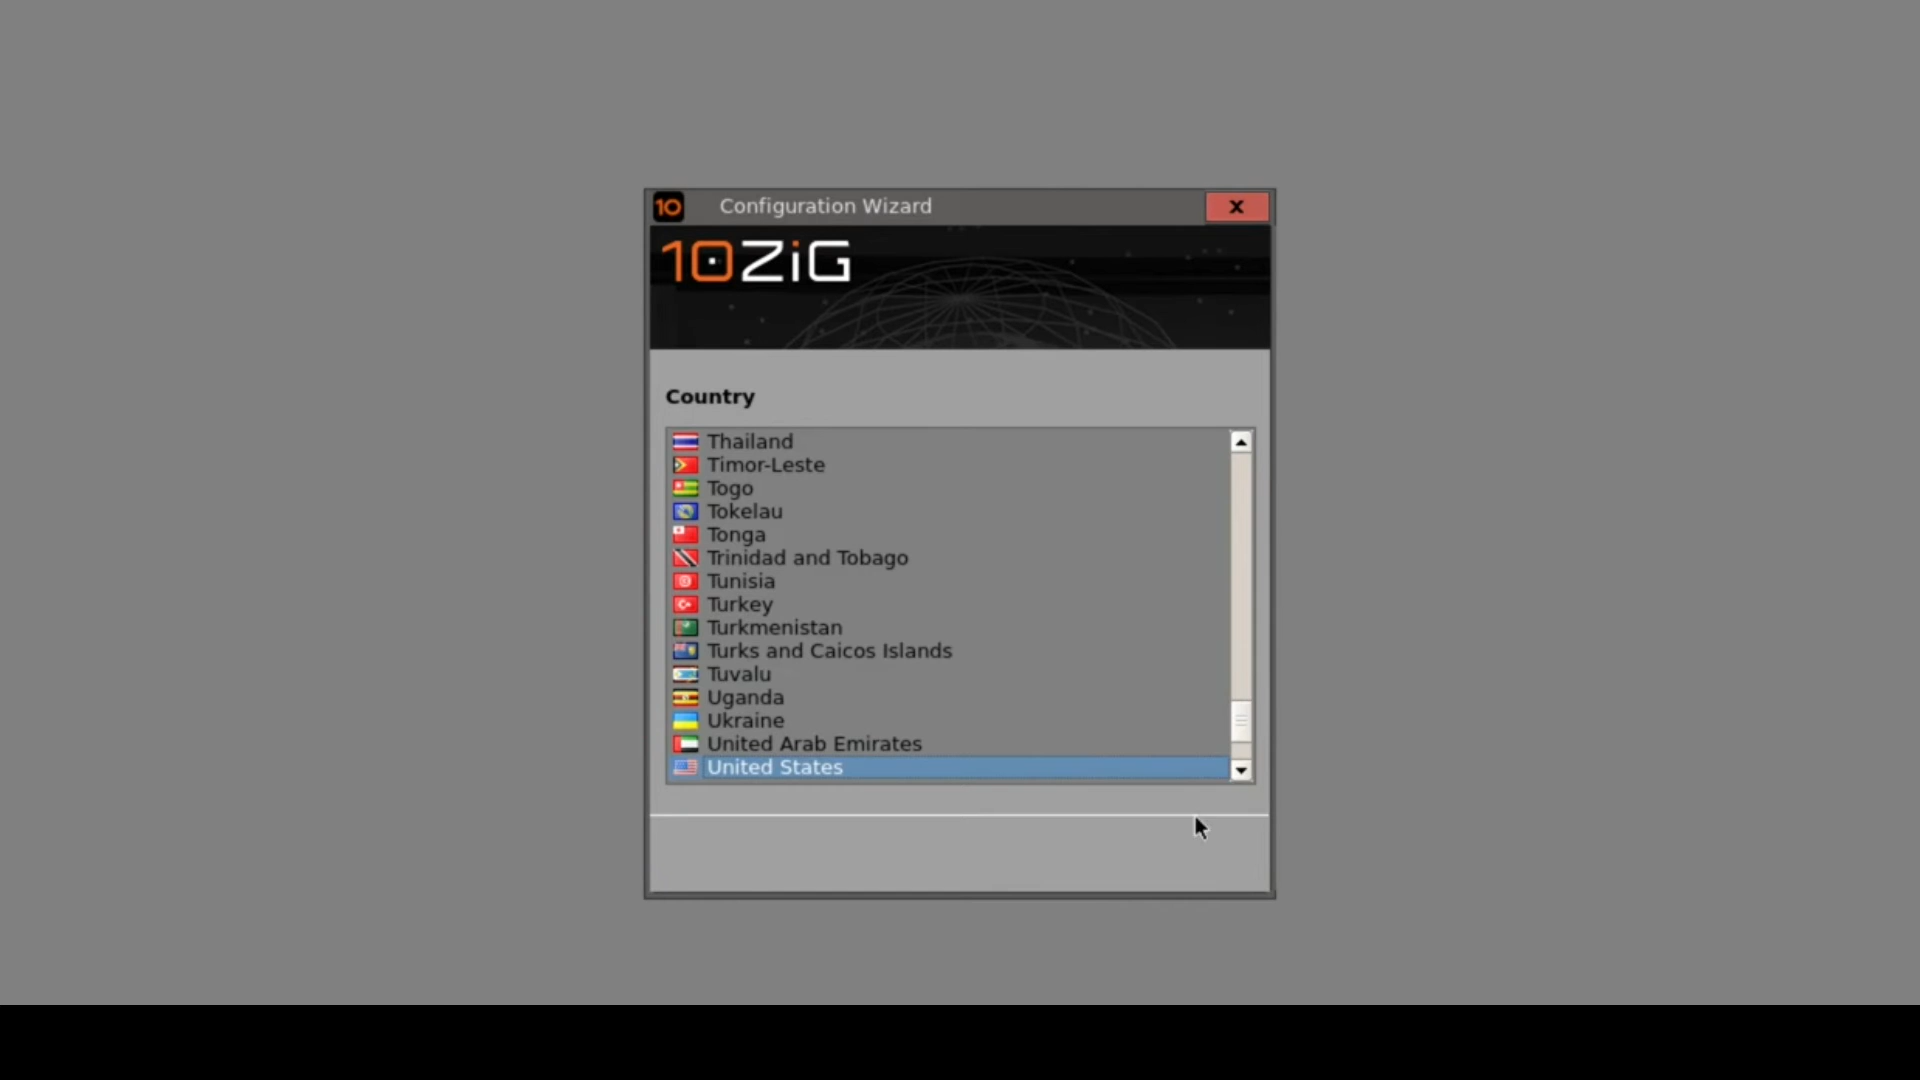 10 Configuration Wizard X
10ZiG
Country
Thailand
Timor-Leste
Togo
Tokelau
Tonga
Trinidad and Tobago
Tunisia
Turkey
Turkmenistan
Turks and Caicos Islands
Tuvalu
Uganda
Ukraine
United Arab Emirates
United States